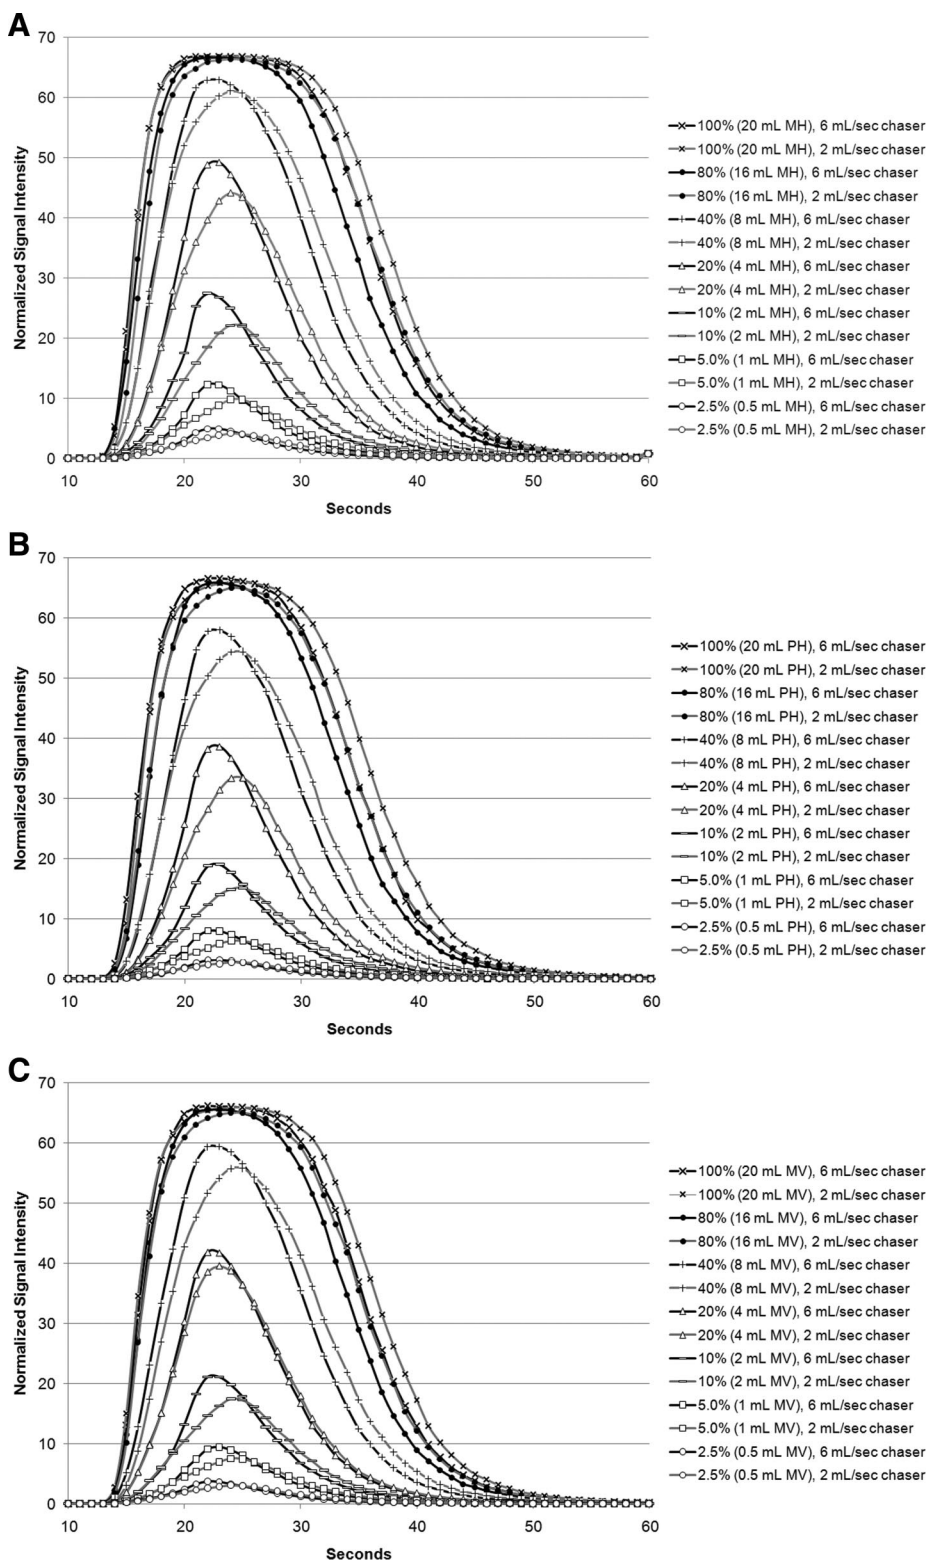 A
70
60
50
40
30
20
10
0
Normalized Signal Intensity
10 20 30 40 50 60
Seconds
100% (20 mL MH), 6 mL/sec chaser
100% (20 mL MH), 2 mL/sec chaser
80% (16 mL MH), 6 mL/sec chaser
80% (16 mL MH), 2 mL/sec chaser
40% (8 mL MH), 6 mL/sec chaser
40% (8 mL MH), 2 mL/sec chaser
20% (4 mL MH), 6 mL/sec chaser
20% (4 mL MH), 2 mL/sec chaser
10% (2 mL MH), 6 mL/sec chaser
10% (2 mL MH), 2 mL/sec chaser
5.0% (1 mL MH), 6 mL/sec chaser
5.0% (1 mL MH), 2 mL/sec chaser
2.5% (0.5 mL MH), 6 mL/sec chaser
2.5% (0.5 mL MH), 2 mL/sec chaser
B
70
60
50
40
30
20
10
0
Normalized Signal Intensity
10 20 30 40 50 60
Seconds
100% (20 mL PH), 6 mL/sec chaser
100% (20 mL PH), 2 mL/sec chaser
80% (16 mL PH), 6 mL/sec chaser
80% (16 mL PH), 2 mL/sec chaser
40% (8 mL PH), 6 mL/sec chaser
40% (8 mL PH), 2 mL/sec chaser
20% (4 mL PH), 6 mL/sec chaser
20% (4 mL PH), 2 mL/sec chaser
10% (2 mL PH), 6 mL/sec chaser
10% (2 mL PH), 2 mL/sec chaser
5.0% (1 mL PH), 6 mL/sec chaser
5.0% (1 mL PH), 2 mL/sec chaser
2.5% (0.5 mL PH), 6 mL/sec chaser
2.5% (0.5 mL PH), 2 mL/sec chaser
C
70
60
50
40
30
20
10
0
Normalized Signal Intensity
10 20 30 40 50 60
Seconds
100% (20 mL MV), 6 mL/sec chaser
100% (20 mL MV), 2 mL/sec chaser
80% (16 mL MV), 6 mL/sec chaser
80% (16 mL MV), 2 mL/sec chaser
40% (8 mL MV), 6 mL/sec chaser
40% (8 mL MV), 2 mL/sec chaser
20% (4 mL MV), 6 mL/sec chaser
20% (4 mL MV), 2 mL/sec chaser
10% (2 mL MV), 6 mL/sec chaser
10% (2 mL MV), 2 mL/sec chaser
5.0% (1 mL MV), 6 mL/sec chaser
5.0% (1 mL MV), 2 mL/sec chaser
2.5% (0.5 mL MV), 6 mL/sec chaser
2.5% (0.5 mL MV), 2 mL/sec chaser